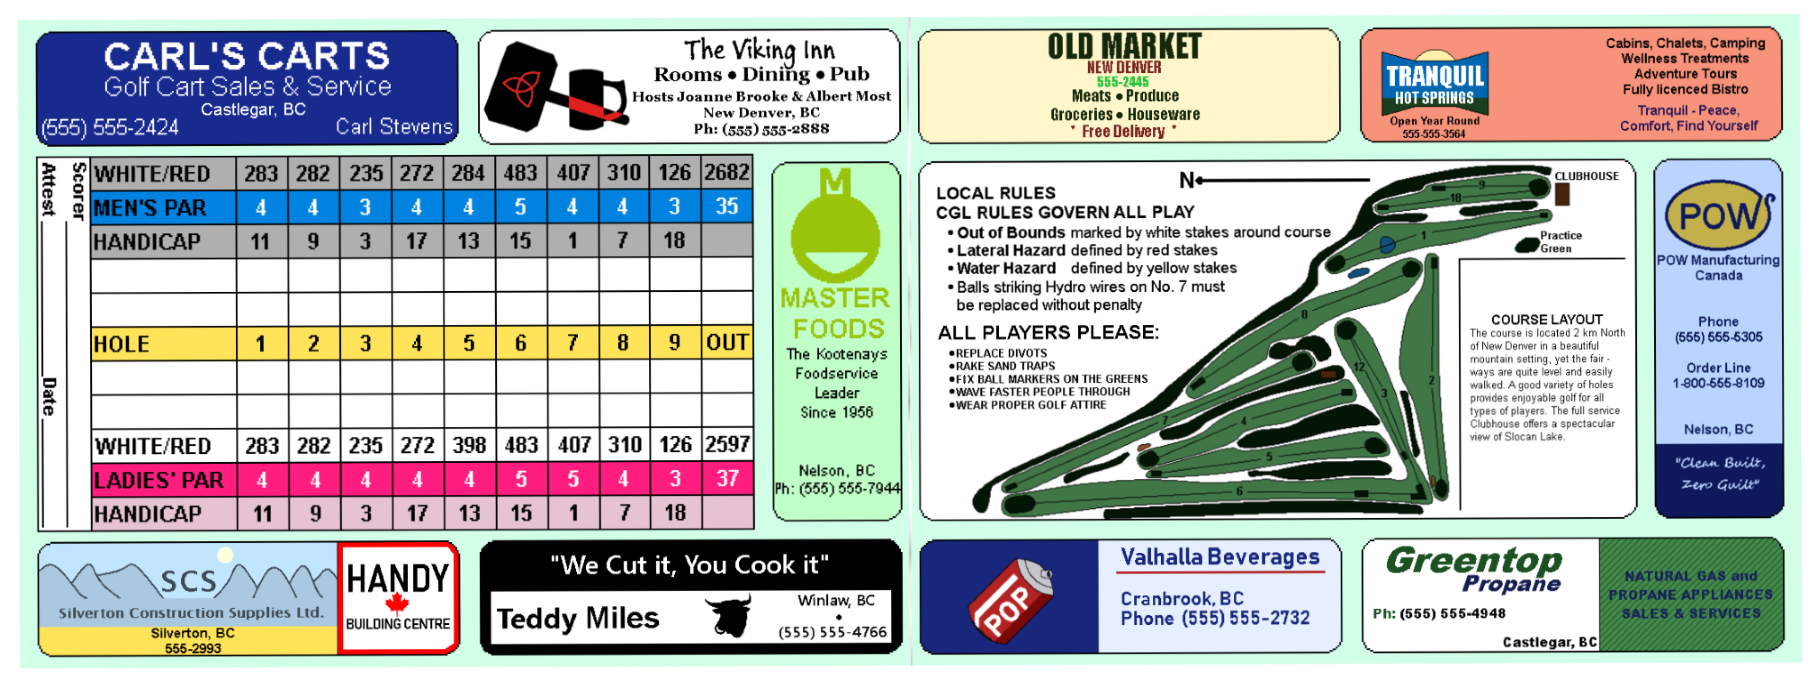 CARL'S CARTS
Golf Cart Sales & Service
Castlegar, BC
(555) 555-2424 Carl Stevens
The Viking Inn
Rooms • Dining • Pub
Hosts Joanne Brooke & Albert Most
New Denver, BC
Ph: (555) 555-2888
OLD MARKET
NEW DENVER
555-2445
Meats • Produce
Groceries • Houseware
* Free Delivery *
TRANQUIL
HOT SPRINGS
Open Year Round
555-555-3564
Cabins, Chalets, Camping
Wellness Treatments
Adventure Tours
Fully licenced Bistro
Tranquil - Peace,
Comfort, Find Yourself
Scorer
Attest
Date
WHITE/RED 283 282 235 272 284 483 407 310 126 2682
MEN'S PAR 4 4 3 4 4 5 4 4 3 35
HANDICAP 11 9 3 17 13 15 1 7 18
HOLE 1 2 3 4 5 6 7 8 9 OUT
WHITE/RED 283 282 235 272 398 483 407 310 126 2597
LADIES' PAR 4 4 4 4 4 5 5 4 3 37
HANDICAP 11 9 3 17 13 15 1 7 18
M
MASTER
FOODS
The Kootenays
Foodservice
Leader
Since 1956
Nelson, BC
Ph: (555) 555-7944
LOCAL RULES
CGL RULES GOVERN ALL PLAY
• Out of Bounds marked by white stakes around course
• Lateral Hazard defined by red stakes
• Water Hazard defined by yellow stakes
• Balls striking Hydro wires on No. 7 must
be replaced without penalty
ALL PLAYERS PLEASE:
• REPLACE DIVOTS
• RAKE SAND TRAPS
• FIX BALL MARKERS ON THE GREENS
• WAVE FASTER PEOPLE THROUGH
• WEAR PROPER GOLF ATTIRE
N
CLUBHOUSE
9
18
1
Practice
Green
8
12
2
3
7
4
5
6
COURSE LAYOUT
The course is located 2 km North
of New Denver in a beautiful
mountain setting, yet the fair -
ways are quite level and easily
walked. A good variety of holes
provides enjoyable golf for all
types of players. The full service
Clubhouse offers a spectacular
view of Slocan Lake.
POW
POW Manufacturing
Canada
Phone
(555) 555-5305
Order Line
1-800-555-8109
Nelson, BC
"Clean Built,
Zero Guilt"
SCS
Silverton Construction Supplies Ltd.
Silverton, BC
555-2993
HANDY
BUILDING CENTRE
"We Cut it, You Cook it"
Teddy Miles
Winlaw, BC
•
(555) 555-4766
POP
Valhalla Beverages
Cranbrook, BC
Phone (555) 555-2732
Greentop
Propane
Ph: (555) 555-4948
Castlegar, BC
NATURAL GAS and
PROPANE APPLIANCES
SALES & SERVICES